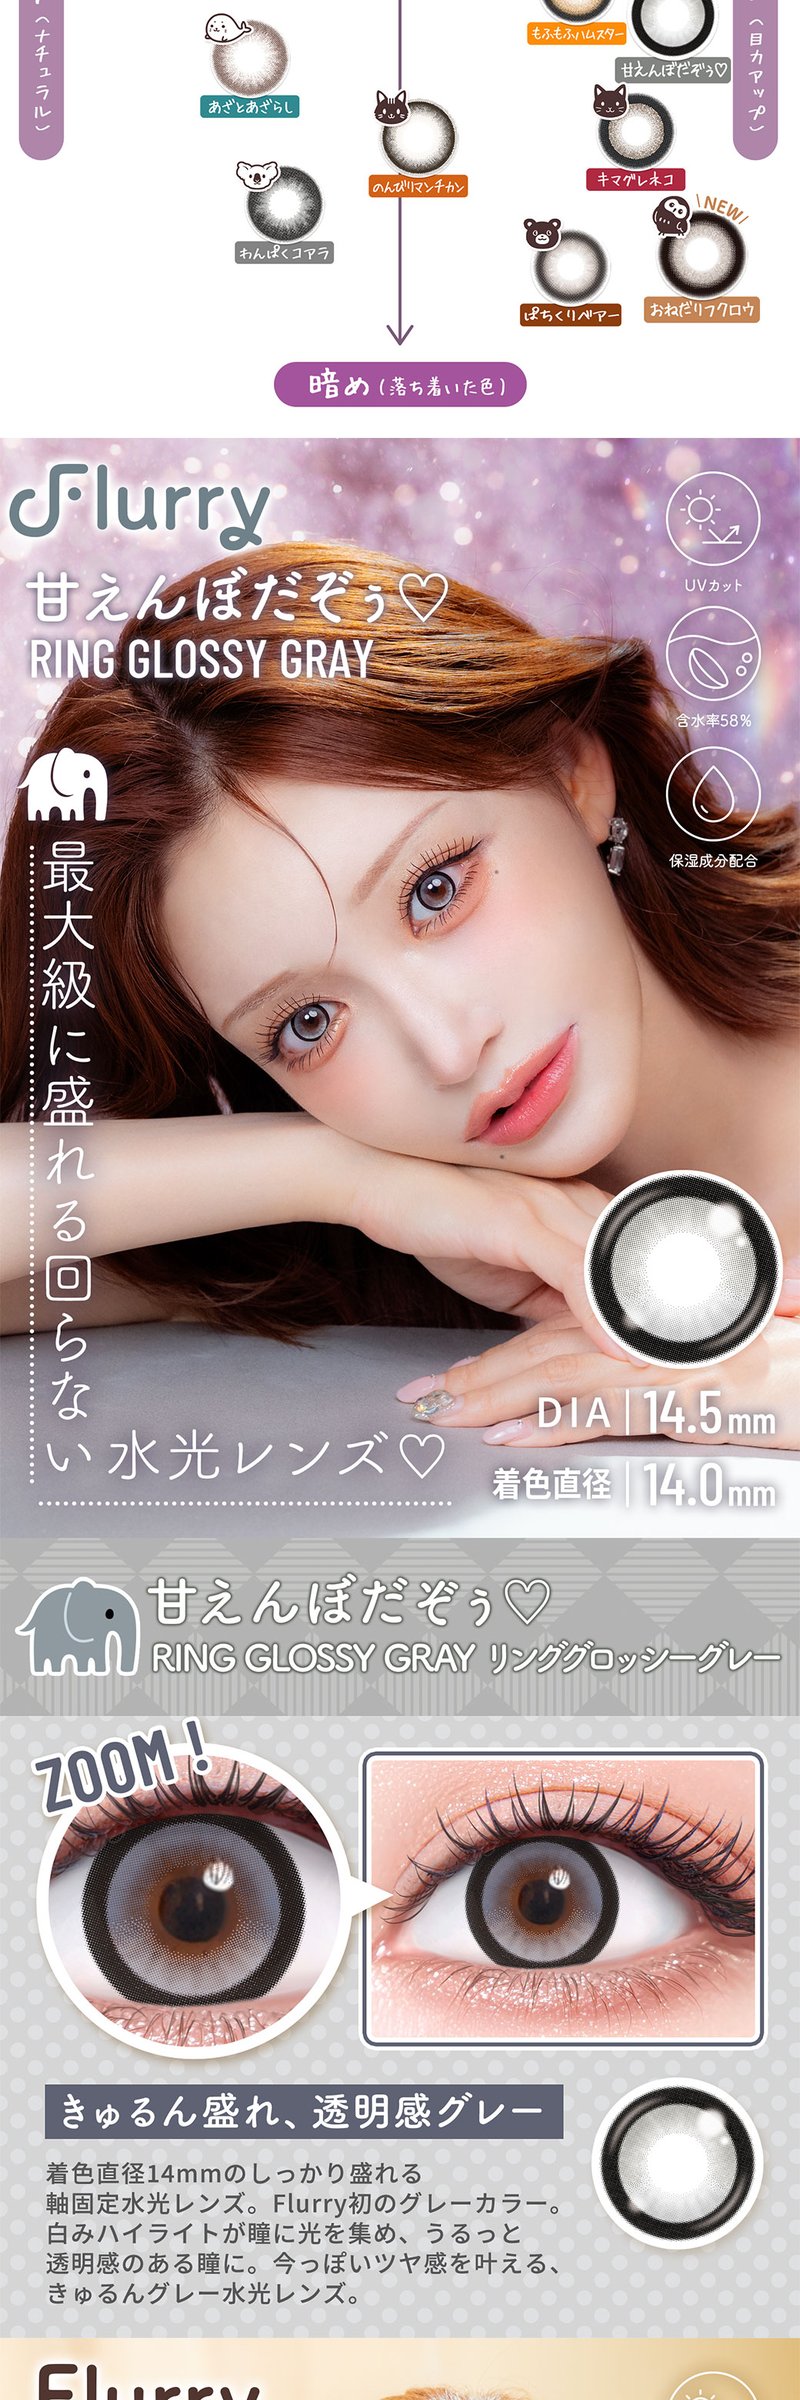 (ナチュラル)
(目力アップ)
もふもふハムスター
甘えんぼだぞぅ♡
あざとあざらし
のんびりマンチカン
キマグレネコ
わんぱくコアラ
NEW
ぱちくりベアー
おねだりフクロウ
暗め(落ち着いた色)
Flurry
甘えんぼだぞぅ♡
RING GLOSSY GRAY
UVカット
含水率58%
保湿成分配合
最大級に盛れる回らない水光レンズ♡
DIA | 14.5mm
着色直径 | 14.0mm
甘えんぼだぞぅ♡
RING GLOSSY GRAY リンググロッシーグレー
ZOOM!
きゅるん盛れ、透明感グレー
着色直径14mmのしっかり盛れる
軸固定水光レンズ。Flurry初のグレーカラー。
白みハイライトが瞳に光を集め、うるっと
透明感のある瞳に。今っぽいツヤ感を叶える、
きゅるんグレー水光レンズ。
Flurry